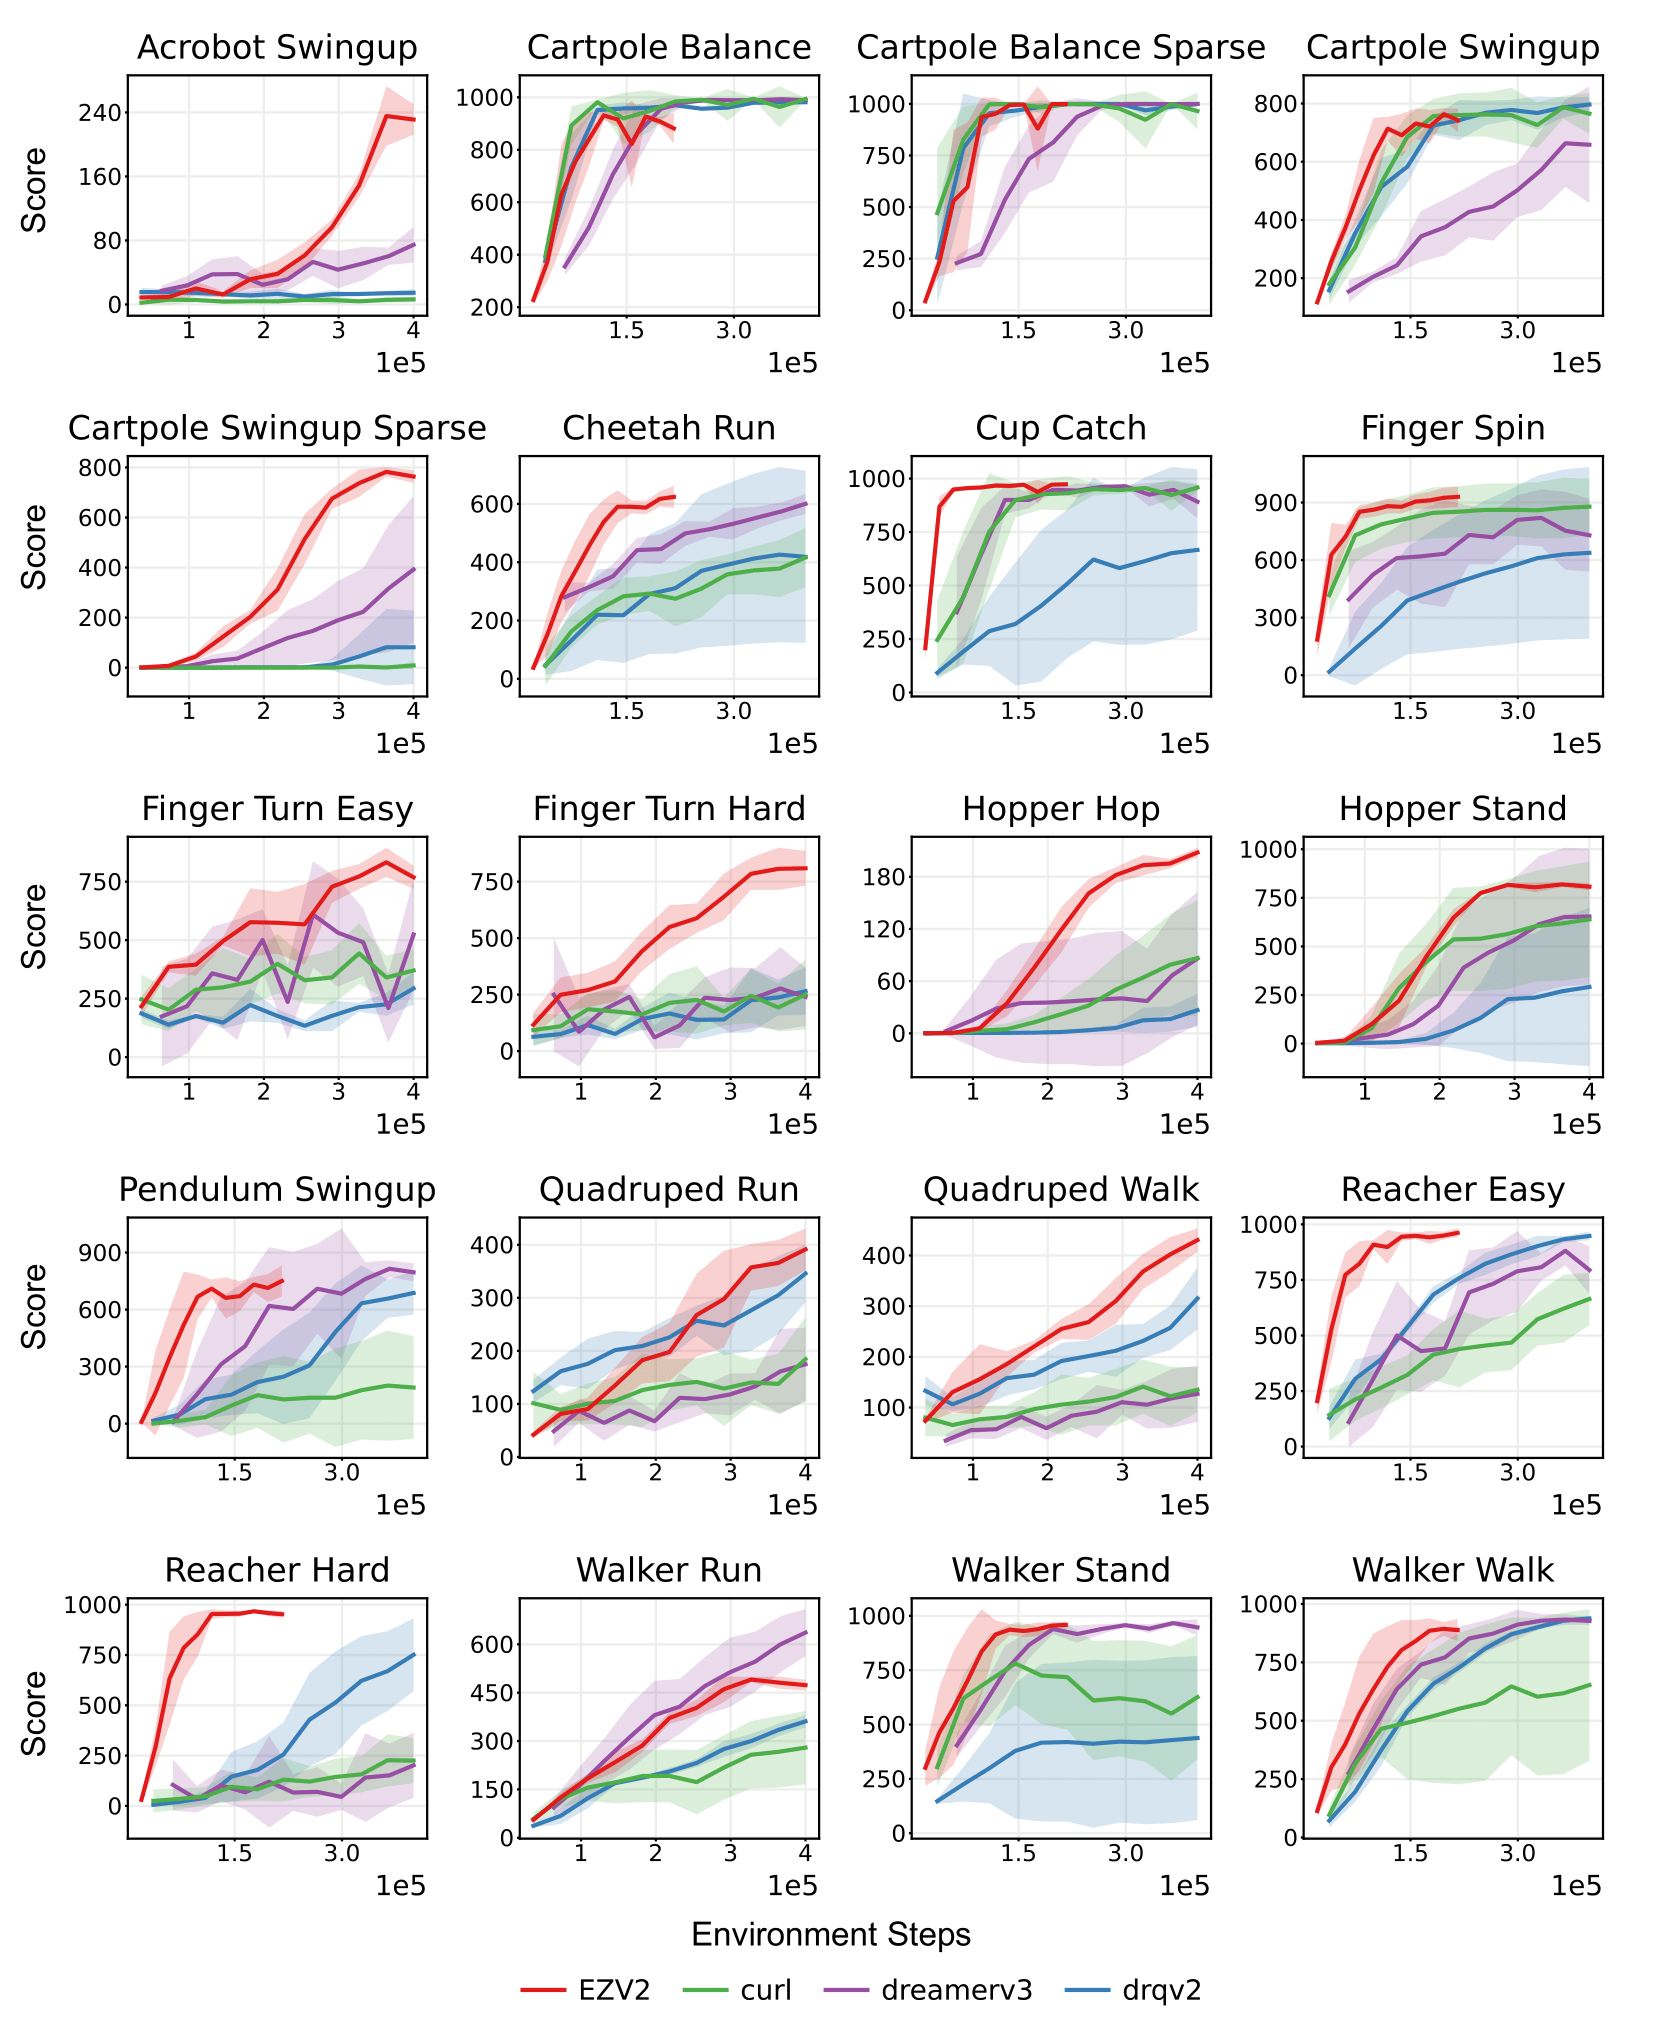 Acrobot Swingup
Cartpole Balance
Cartpole Balance Sparse
Cartpole Swingup
Score
240
160
80
0
1 2 3 4
1e5
1000
800
600
400
200
1.5 3.0
1e5
1000
750
500
250
0
1.5 3.0
1e5
800
600
400
200
1.5 3.0
1e5
Cartpole Swingup Sparse
Cheetah Run
Cup Catch
Finger Spin
Score
800
600
400
200
0
1 2 3 4
1e5
600
400
200
0
1.5 3.0
1e5
1000
750
500
250
0
1.5 3.0
1e5
900
600
300
0
1.5 3.0
1e5
Finger Turn Easy
Finger Turn Hard
Hopper Hop
Hopper Stand
Score
750
500
250
0
1 2 3 4
1e5
750
500
250
0
1 2 3 4
1e5
180
120
60
0
1 2 3 4
1e5
1000
750
500
250
0
1 2 3 4
1e5
Pendulum Swingup
Quadruped Run
Quadruped Walk
Reacher Easy
Score
900
600
300
0
1.5 3.0
1e5
400
300
200
100
0
1 2 3 4
1e5
400
300
200
100
1 2 3 4
1e5
1000
750
500
250
0
1.5 3.0
1e5
Reacher Hard
Walker Run
Walker Stand
Walker Walk
Score
1000
750
500
250
0
1.5 3.0
1e5
600
450
300
150
0
1 2 3 4
1e5
1000
750
500
250
0
1.5 3.0
1e5
1000
750
500
250
0
1.5 3.0
1e5
Environment Steps
EZV2 curl dreamerv3 drqv2